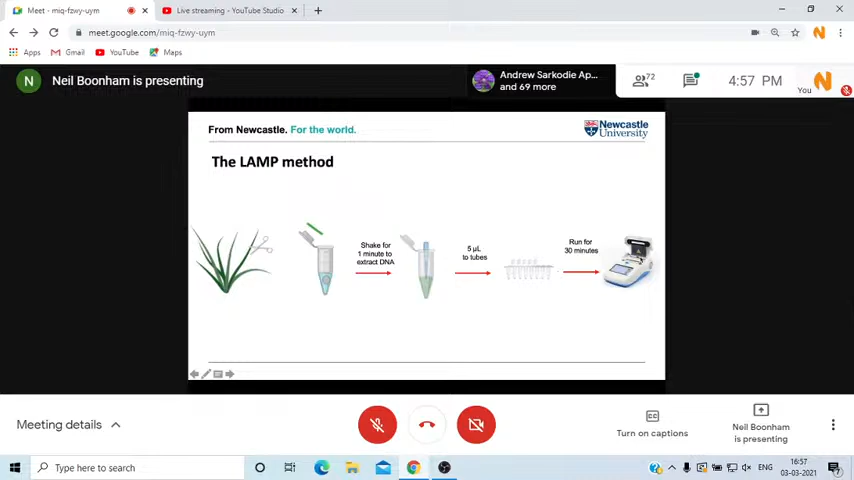 Meet - miq-fzwy-uym
Live streaming - YouTube Studio
meet.google.com/miq-fzwy-uym
Apps
Gmail
YouTube
Maps
N
Neil Boonham is presenting
Andrew Sarkodie Ap...
and 69 more
72
4:57 PM
You
From Newcastle. For the world.
Newcastle
University
The LAMP method
Shake for
1 minute to
extract DNA
5 µL
to tubes
Run for
30 minutes
Meeting details
Turn on captions
Neil Boonham
is presenting
Type here to search
ENG
16:57
03-03-2021